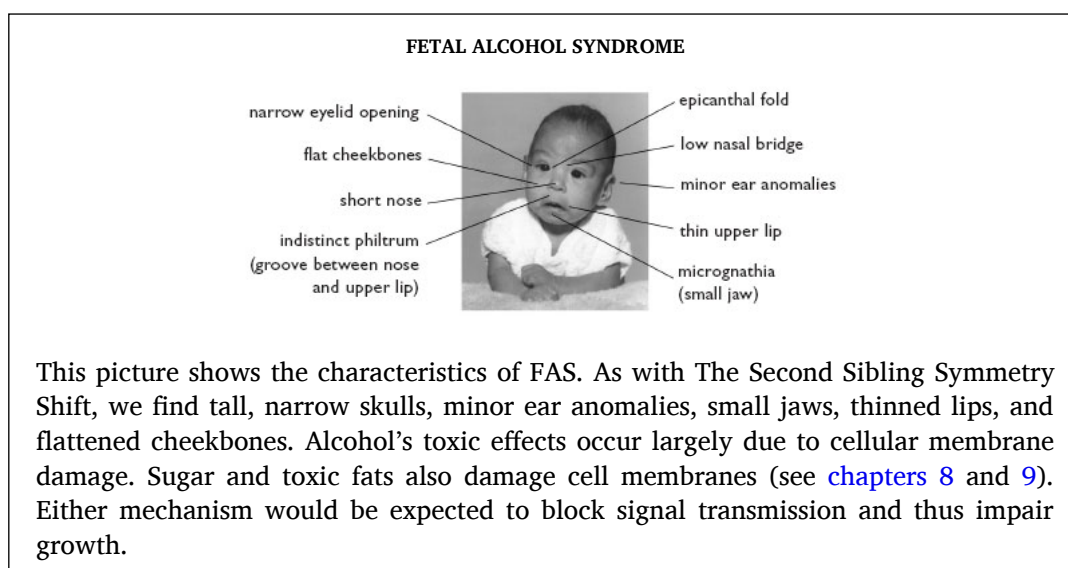 FETAL ALCOHOL SYNDROME
narrow eyelid opening
epicanthal fold
flat cheekbones
low nasal bridge
short nose
minor ear anomalies
indistinct philtrum
(groove between nose
and upper lip)
thin upper lip
micrognathia
(small jaw)
This picture shows the characteristics of FAS. As with The Second Sibling Symmetry
Shift, we find tall, narrow skulls, minor ear anomalies, small jaws, thinned lips, and
flattened cheekbones. Alcohol’s toxic effects occur largely due to cellular membrane
damage. Sugar and toxic fats also damage cell membranes (see chapters 8 and 9).
Either mechanism would be expected to block signal transmission and thus impair
growth.